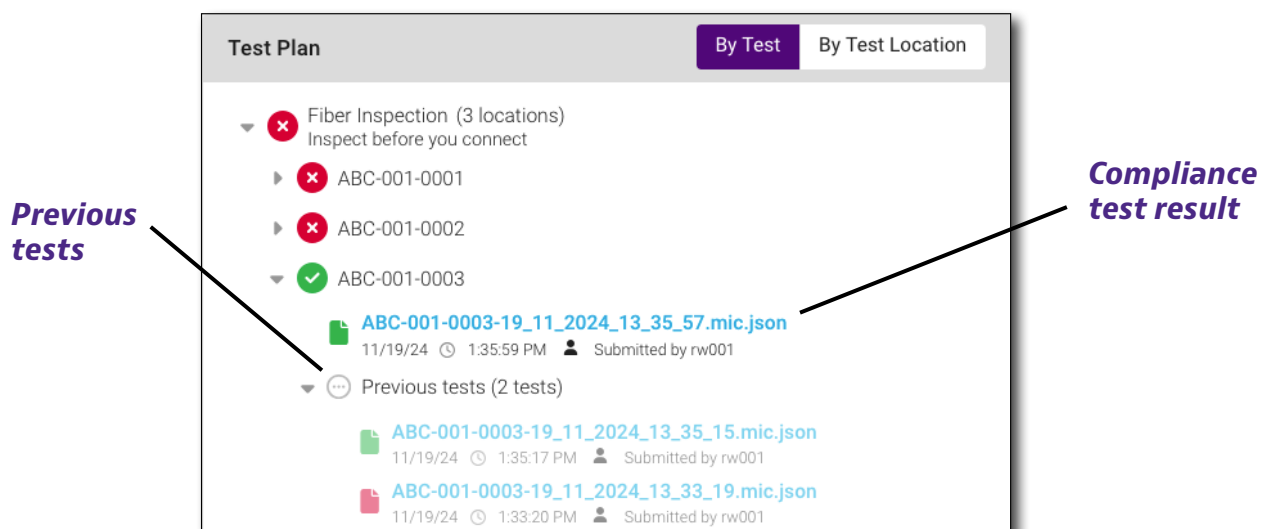 Test Plan
By Test
By Test Location
Fiber Inspection (3 locations)
Inspect before you connect
ABC-001-0001
ABC-001-0002
ABC-001-0003
ABC-001-0003-19_11_2024_13_35_57.mic.json
11/19/24 1:35:59 PM Submitted by rw001
Previous tests (2 tests)
ABC-001-0003-19_11_2024_13_35_15.mic.json
11/19/24 1:35:17 PM Submitted by rw001
ABC-001-0003-19_11_2024_13_33_19.mic.json
11/19/24 1:33:20 PM Submitted by rw001
Previous
tests
Compliance
test result